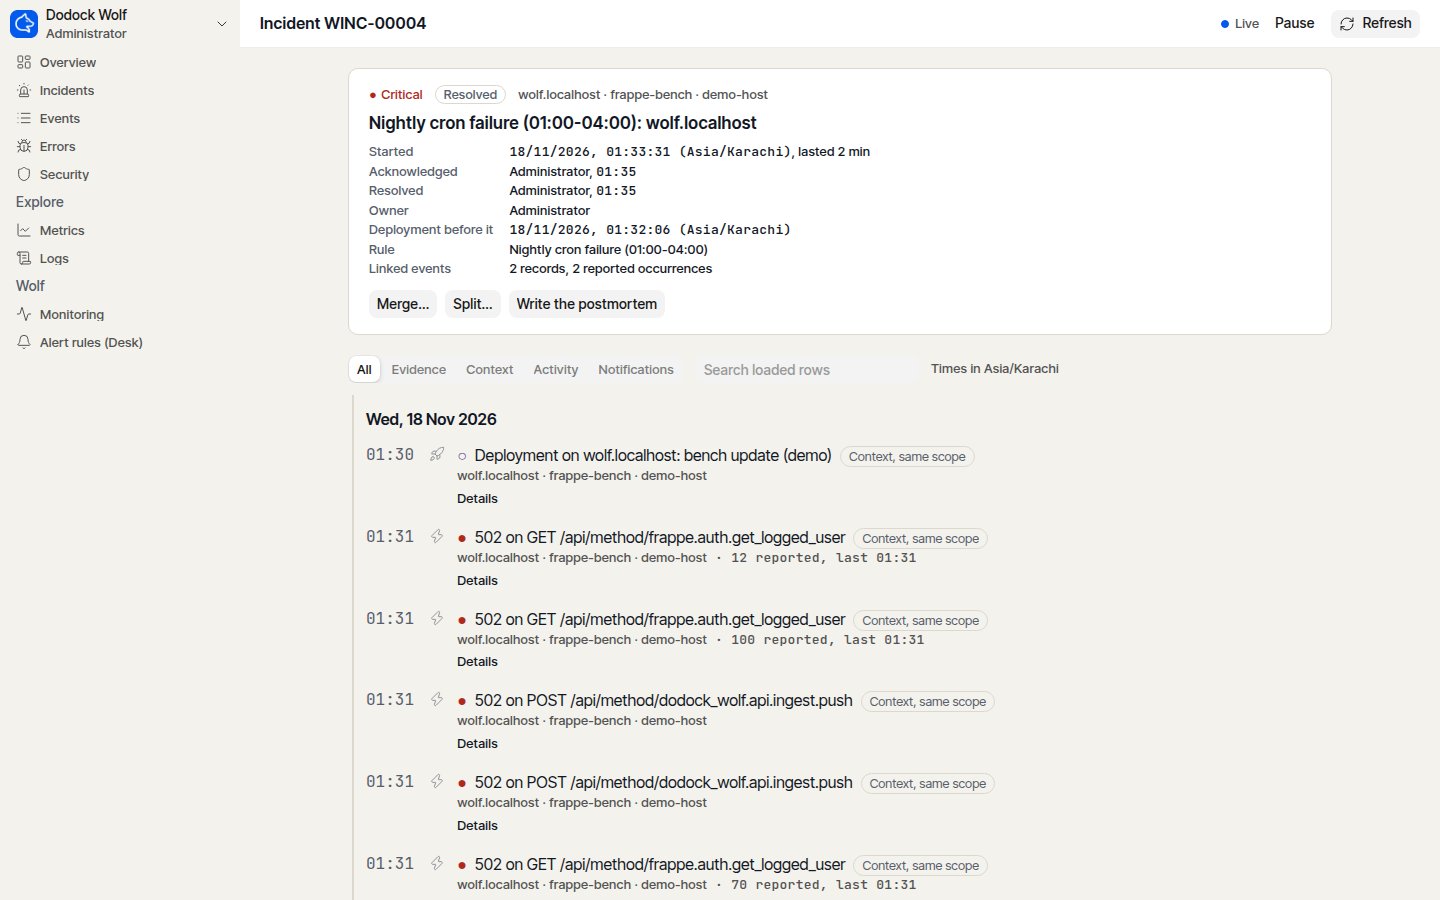 Dodock Wolf
Administrator
Overview
Incidents
Events
Errors
Security
Explore
Metrics
Logs
Wolf
Monitoring
Alert rules (Desk)
Incident WINC-00004
Live
Pause
Refresh
Critical Resolved wolf.localhost · frappe-bench · demo-host
Nightly cron failure (01:00-04:00): wolf.localhost
Started 18/11/2026, 01:33:31 (Asia/Karachi), lasted 2 min
Acknowledged Administrator, 01:35
Resolved Administrator, 01:35
Owner Administrator
Deployment before it 18/11/2026, 01:32:06 (Asia/Karachi)
Rule Nightly cron failure (01:00-04:00)
Linked events 2 records, 2 reported occurrences
Merge... Split... Write the postmortem
All Evidence Context Activity Notifications Search loaded rows Times in Asia/Karachi
Wed, 18 Nov 2026
01:30 Deployment on wolf.localhost: bench update (demo) Context, same scope
wolf.localhost · frappe-bench · demo-host
Details
01:31 502 on GET /api/method/frappe.auth.get_logged_user Context, same scope
wolf.localhost · frappe-bench · demo-host · 12 reported, last 01:31
Details
01:31 502 on GET /api/method/frappe.auth.get_logged_user Context, same scope
wolf.localhost · frappe-bench · demo-host · 100 reported, last 01:31
Details
01:31 502 on POST /api/method/dodock_wolf.api.ingest.push Context, same scope
wolf.localhost · frappe-bench · demo-host
Details
01:31 502 on POST /api/method/dodock_wolf.api.ingest.push Context, same scope
wolf.localhost · frappe-bench · demo-host
Details
01:31 502 on GET /api/method/frappe.auth.get_logged_user Context, same scope
wolf.localhost · frappe-bench · demo-host · 70 reported, last 01:31